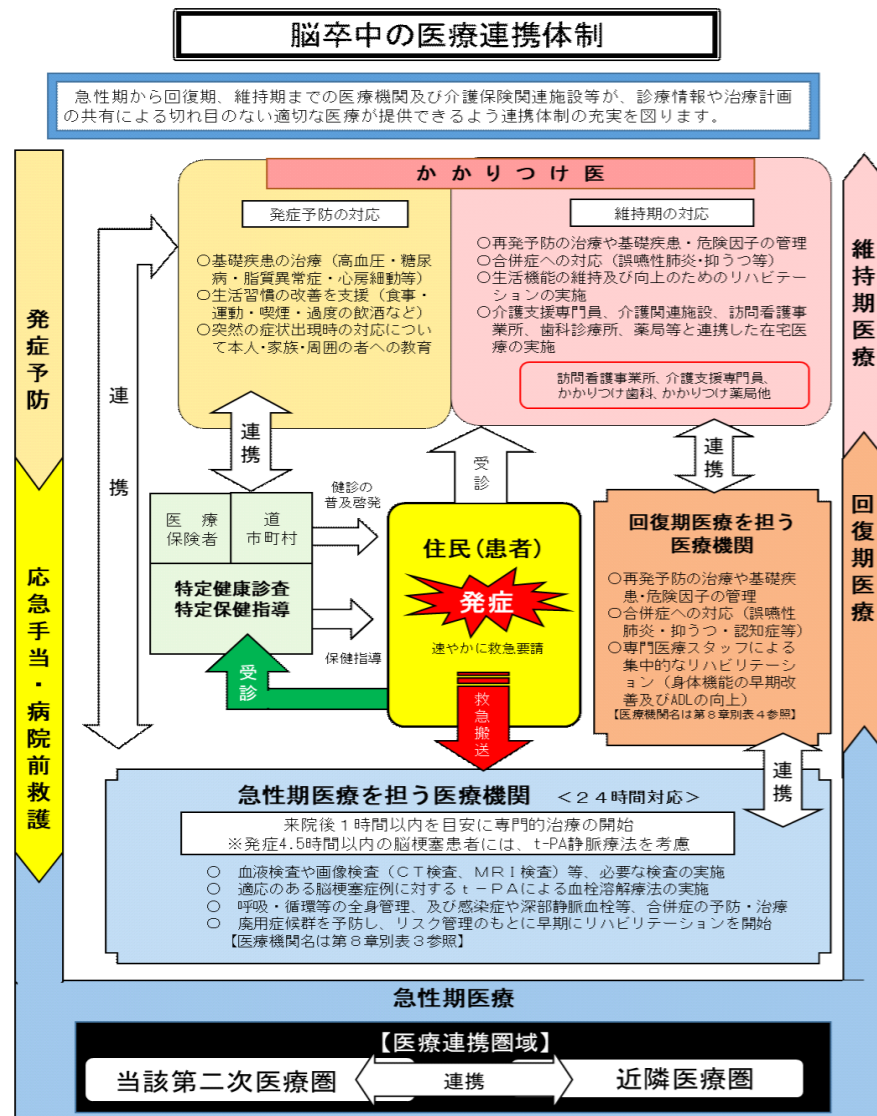 脳卒中の医療連携体制
急性期から回復期、維持期までの医療機関及び介護保険関連施設等が、診療情報や治療計画
の共有による切れ目のない適切な医療が提供できるよう連携体制の充実を図ります。
かかりつけ医
発症予防の対応
○基礎疾患の治療（高血圧・糖尿
病・脂質異常症・心房細動等）
○生活習慣の改善を支援（食事・
運動・喫煙・過度の飲酒など）
○突然の症状出現時の対応につい
て本人・家族・周囲の者への教育
維持期の対応
○再発予防の治療や基礎疾患・危険因子の管理
○合併症への対応（誤嚥性肺炎・抑うつ等）
○生活機能の維持及び向上のためのリハビテー
ションの実施
○介護支援専門員、介護関連施設、訪問看護事
業所、歯科診療所、薬局等と連携した在宅医
療の実施
訪問看護事業所、介護支援専門員、
かかりつけ歯科、かかりつけ薬局他
発症予防
応急手当・病院前救護
維持期医療
回復期医療
連携
連携
受診
連携
医療
保険者
道
市町村
特定健康診査
特定保健指導
健診の
普及啓発
保健指導
受診
住民（患者）
発症
速やかに救急要請
救急搬送
回復期医療を担う
医療機関
○再発予防の治療や基礎疾
患・危険因子の管理
○合併症への対応（誤嚥性
肺炎・抑うつ・認知症等）
○専門医療スタッフによる
集中的なリハビリテーシ
ョン（身体機能の早期改
善及びADLの向上）
【医療機関名は第８章別表４参照】
連携
急性期医療を担う医療機関　＜２４時間対応＞
来院後１時間以内を目安に専門的治療の開始
※発症4.5時間以内の脳梗塞患者には、t-PA静脈療法を考慮
○　血液検査や画像検査（ＣＴ検査、ＭＲＩ検査）等、必要な検査の実施
○　適応のある脳梗塞症例に対するｔ－ＰＡによる血栓溶解療法の実施
○　呼吸・循環等の全身管理、及び感染症や深部静脈血栓等、合併症の予防・治療
○　廃用症候群を予防し、リスク管理のもとに早期にリハビリテーションを開始
【医療機関名は第８章別表３参照】
急性期医療
【医療連携圏域】
当該第二次医療圏
連携
近隣医療圏